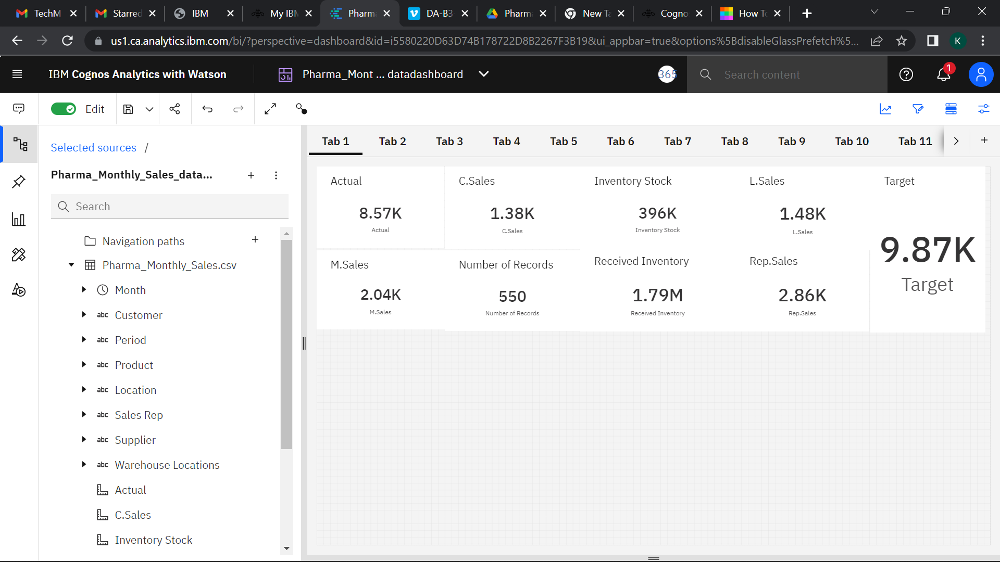 TechM
Starred
IBM
My IBM
Pharma
DA-B3-
Pharma
New Ta
Cogno
How To
us1.ca.analytics.ibm.com/bi/?perspective=dashboard&id=i5580220D63D74B178722D8B2267F3B19&ui_appbar=true&options%5BdisableGlassPrefetch%5...
K
IBM Cognos Analytics with Watson
Pharma_Mont ... datadashboard
365
Search content
1
Edit
Selected sources /
Pharma_Monthly_Sales_data...
Search
Navigation paths
Pharma_Monthly_Sales.csv
Month
abc Customer
abc Period
abc Product
abc Location
abc Sales Rep
abc Supplier
abc Warehouse Locations
Actual
C.Sales
Inventory Stock
Tab 1 Tab 2 Tab 3 Tab 4 Tab 5 Tab 6 Tab 7 Tab 8 Tab 9 Tab 10 Tab 11
Actual
8.57K
Actual
C.Sales
1.38K
C.Sales
Inventory Stock
396K
Inventory Stock
L.Sales
1.48K
L.Sales
Target
9.87K
Target
M.Sales
2.04K
M.Sales
Number of Records
550
Number of Records
Received Inventory
1.79M
Received Inventory
Rep.Sales
2.86K
Rep.Sales